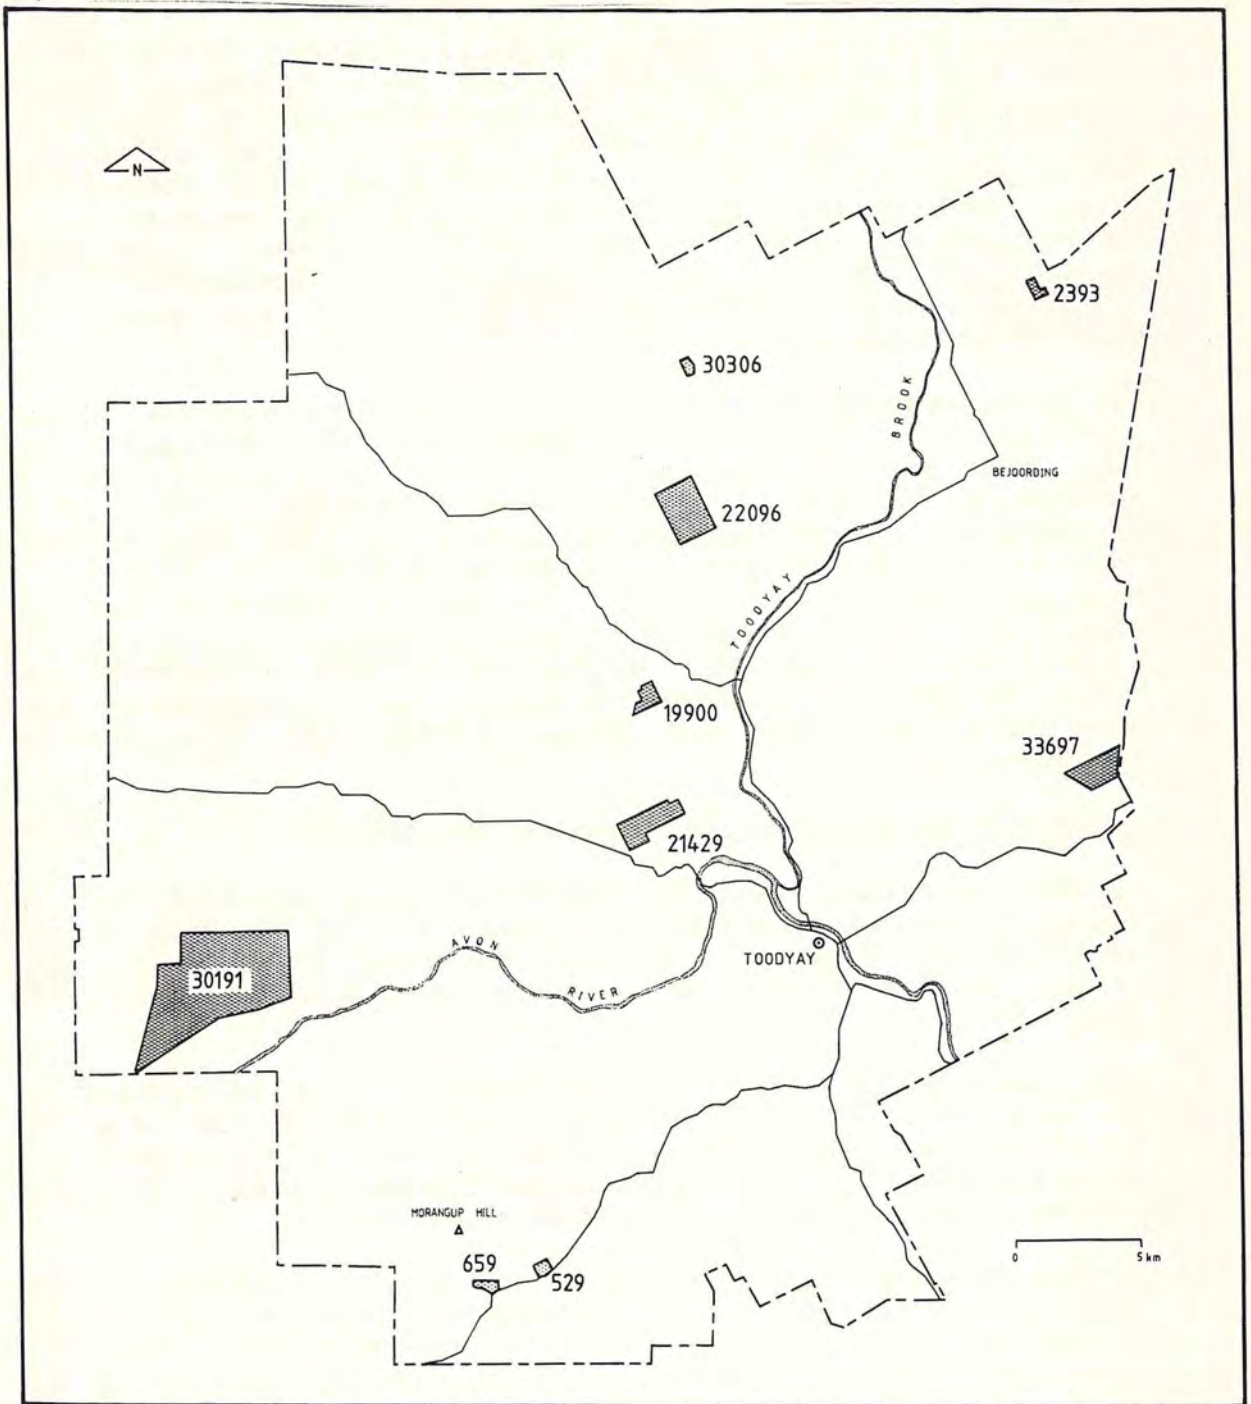 N
2393
30306
BROOK
BEJOORDING
22096
TOODYAY
19900
33697
21429
AVON
TOODYAY
30191
RIVER
MORANGUP HILL
0 5 km
659
529